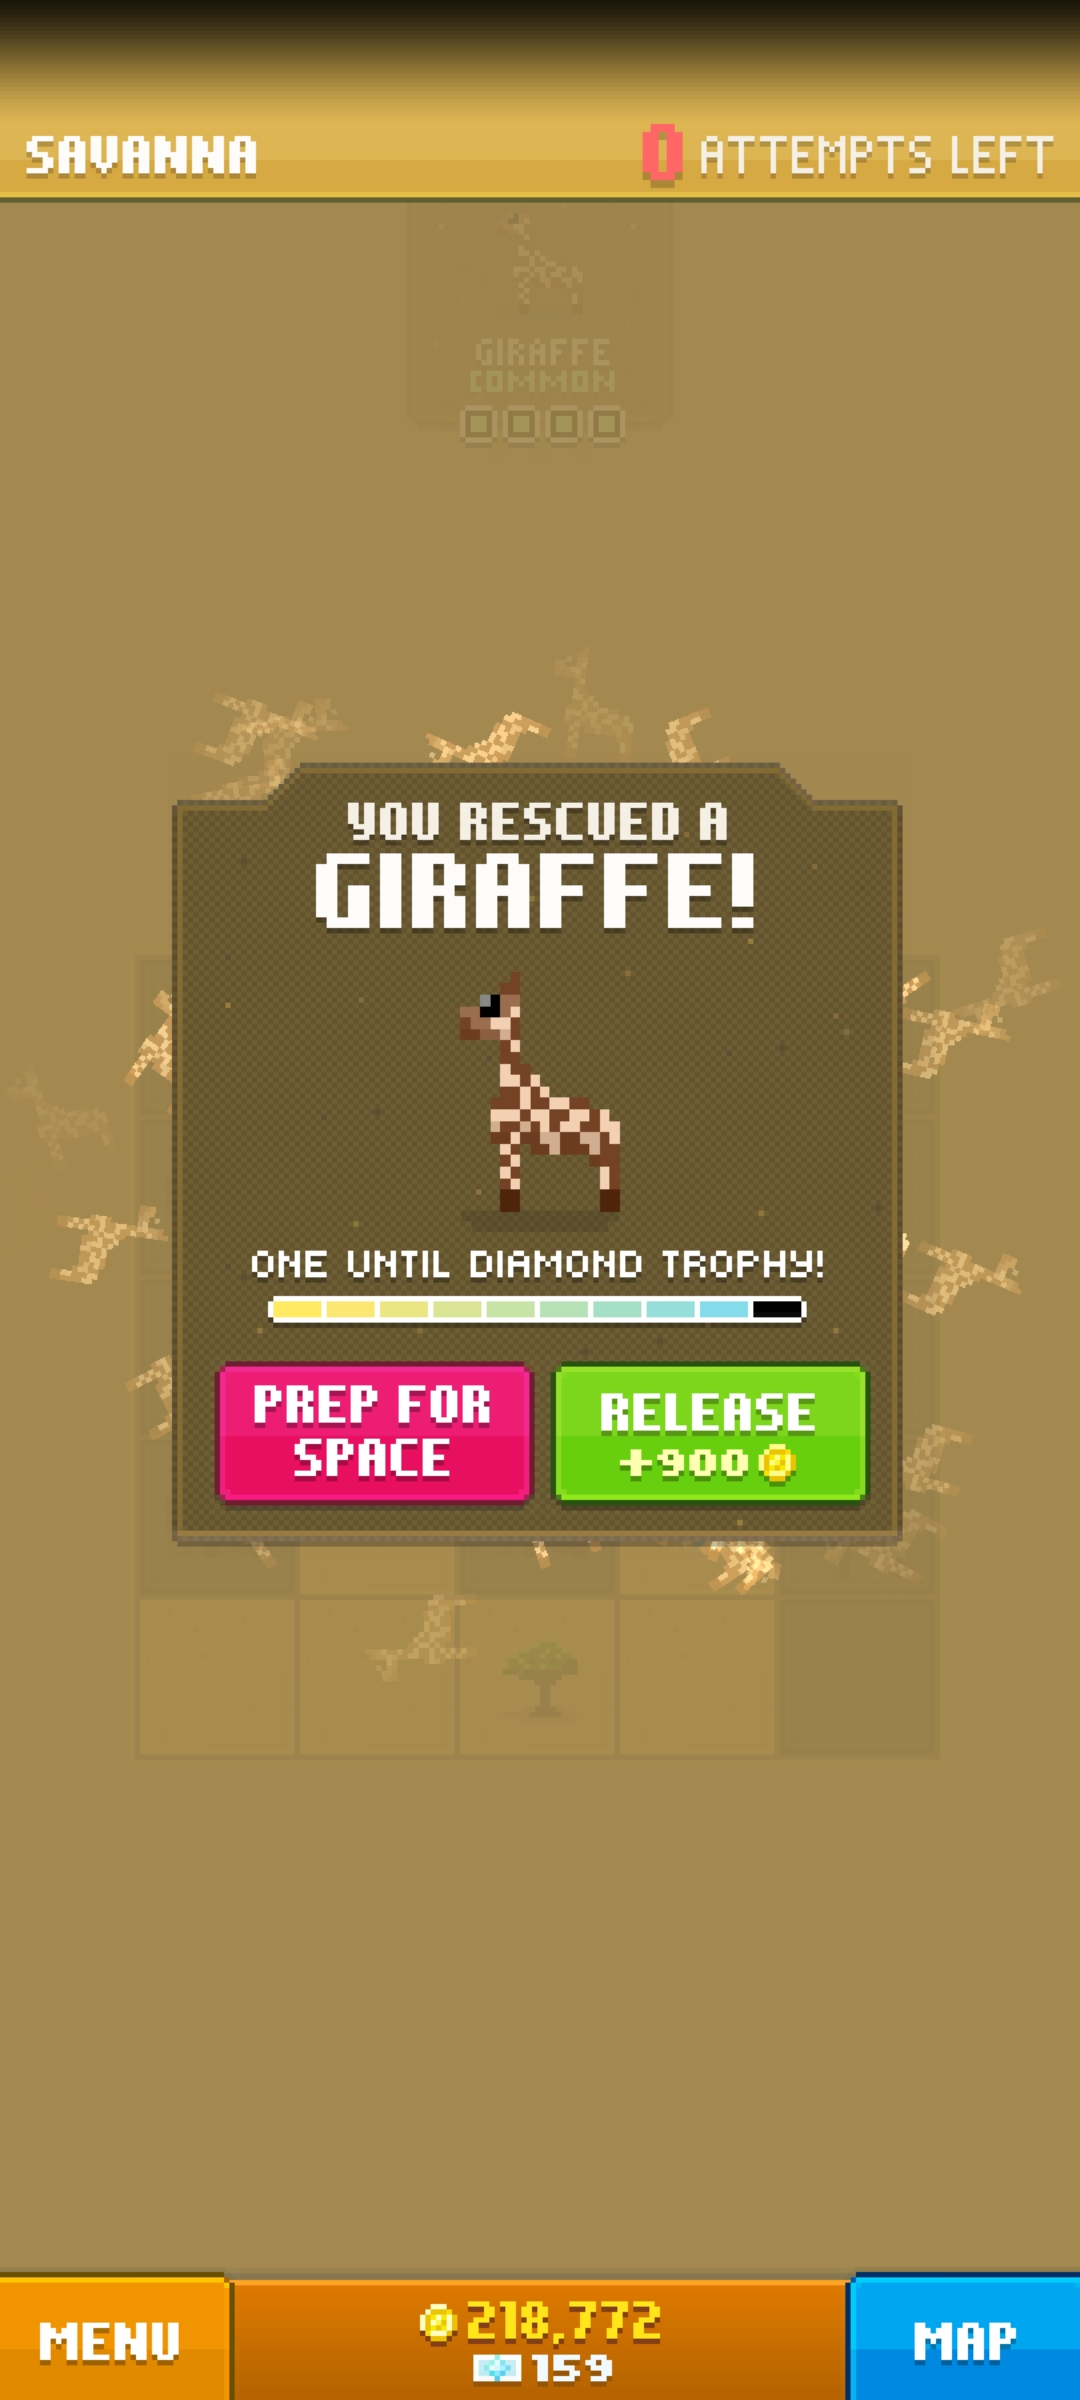 SAVANNA
0 ATTEMPTS LEFT
GIRAFFE
COMMON
YOU RESCUED A
GIRAFFE!
ONE UNTIL DIAMOND TROPHY!
PREP FOR
SPACE
RELEASE
+900
MENU
218,772
159
MAP